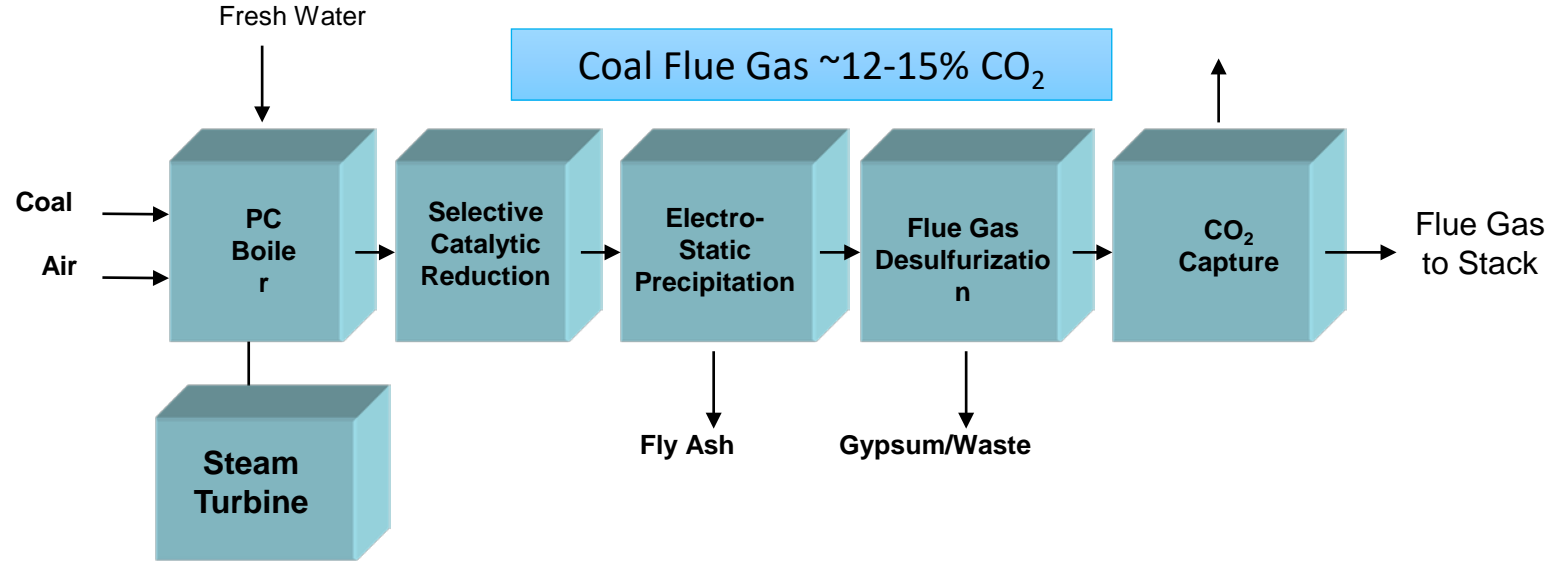 Fresh Water
Coal Flue Gas ~12-15% CO₂
Coal
Air
PC
Boile
r
Selective
Catalytic
Reduction
Electro-
Static
Precipitation
Flue Gas
Desulfurizatio
n
CO₂
Capture
Flue Gas
to Stack
Fly Ash
Gypsum/Waste
Steam
Turbine